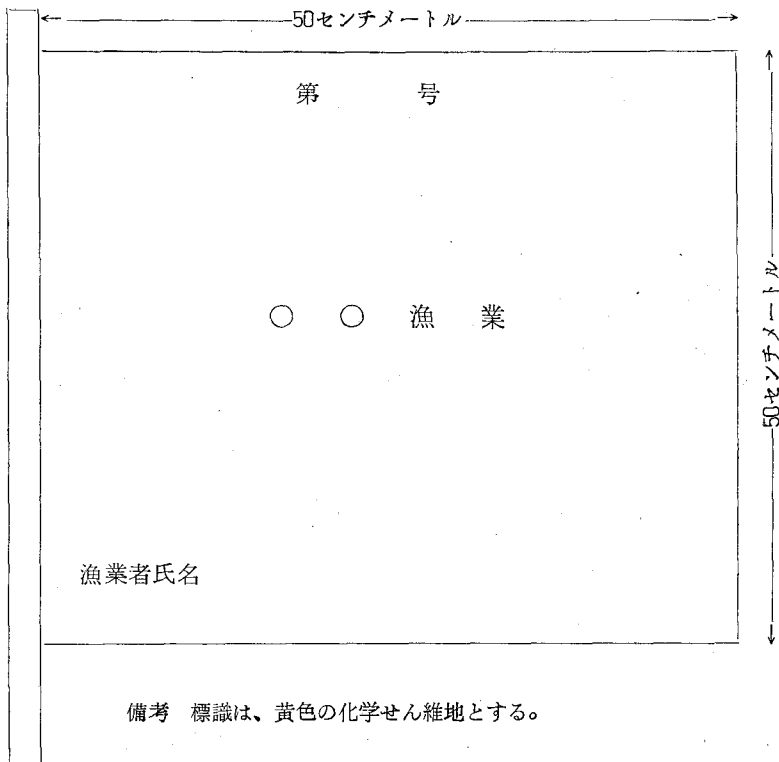 50センチメートル
第 号
○ ○ 漁 業
50センチメートル
漁業者氏名
備考 標識は、黄色の化学せん維地とする。